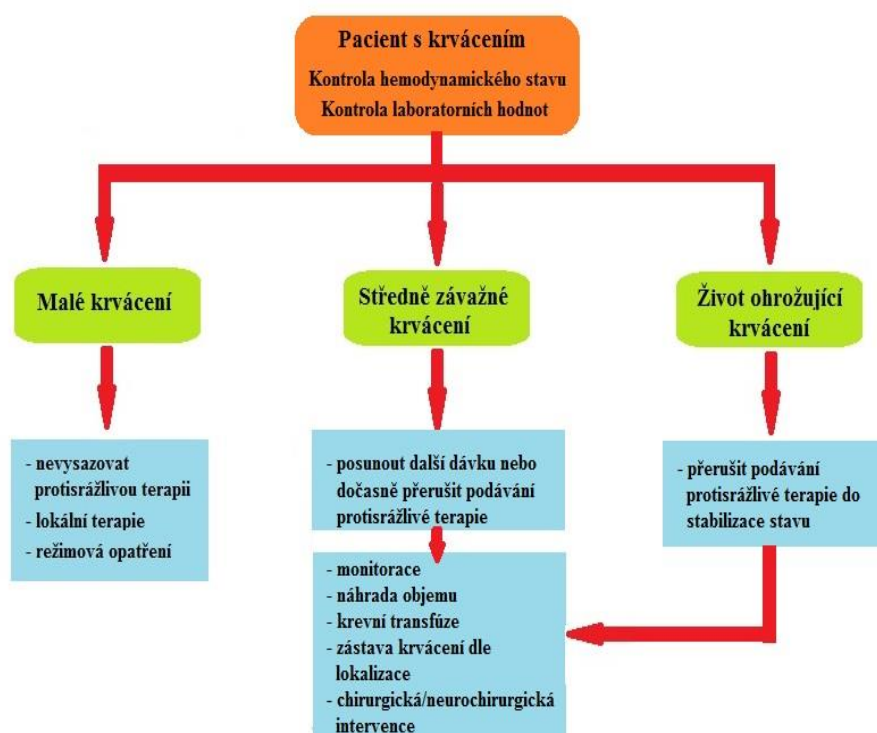 Pacient s krvácením
Kontrola hemodynamického stavu
Kontrola laboratorních hodnot
Malé krvácení
Středně závažné
krvácení
Život ohrožující
krvácení
- nevysazovat
protisrážlivou terapii
- lokální terapie
- režimová opatření
- posunout další dávku nebo
dočasně přerušit podávání
protisrážlivé terapie
- přerušit podávání
protisrážlivé terapie do
stabilizace stavu
- monitorace
- náhrada objemu
- krevní transfúze
- zástava krvácení dle
lokalizace
- chirurgická/neurochirurgická
intervence